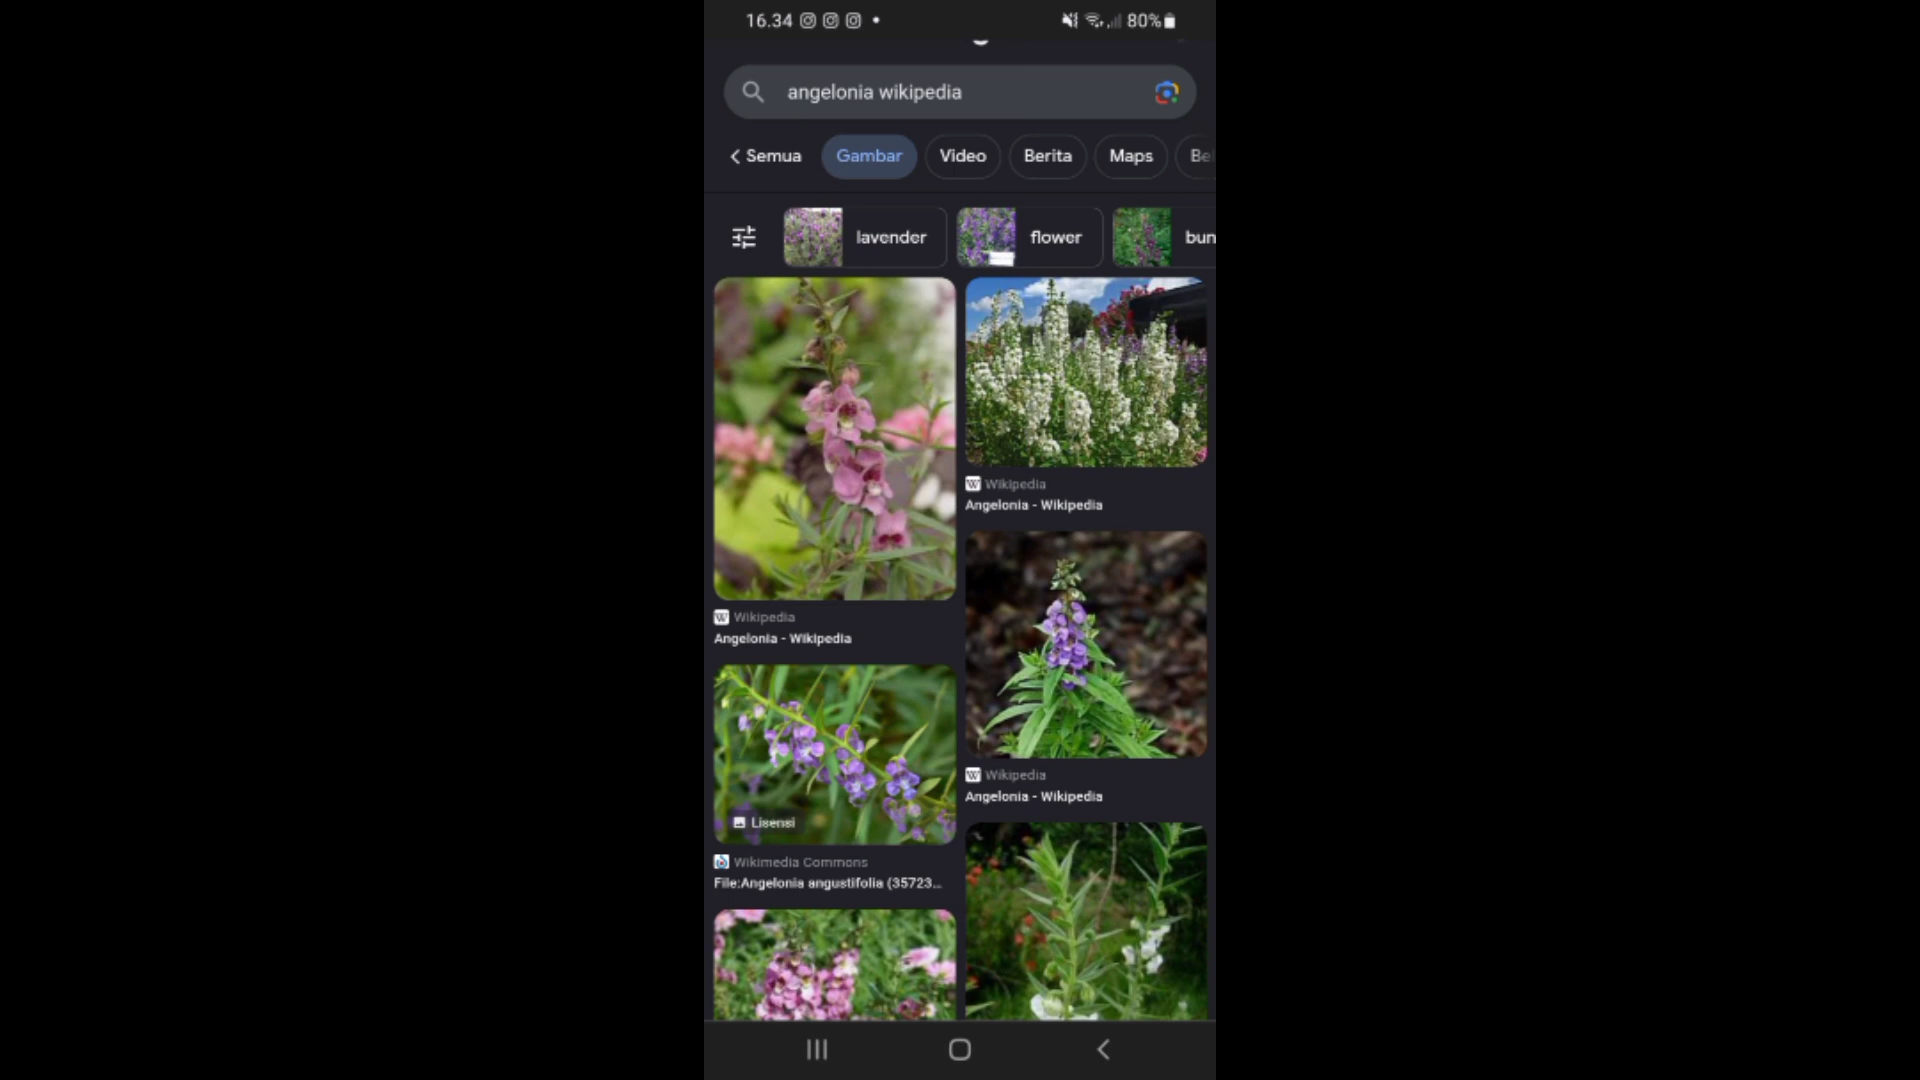 16.34
80%
angelonia wikipedia
Semua
Gambar
Video
Berita
Maps
lavender
flower
Wikipedia
Angelonia - Wikipedia
Wikipedia
Angelonia - Wikipedia
Lisensi
Wikipedia
Angelonia - Wikipedia
Wikimedia Commons
File:Angelonia angustifolia (35723...